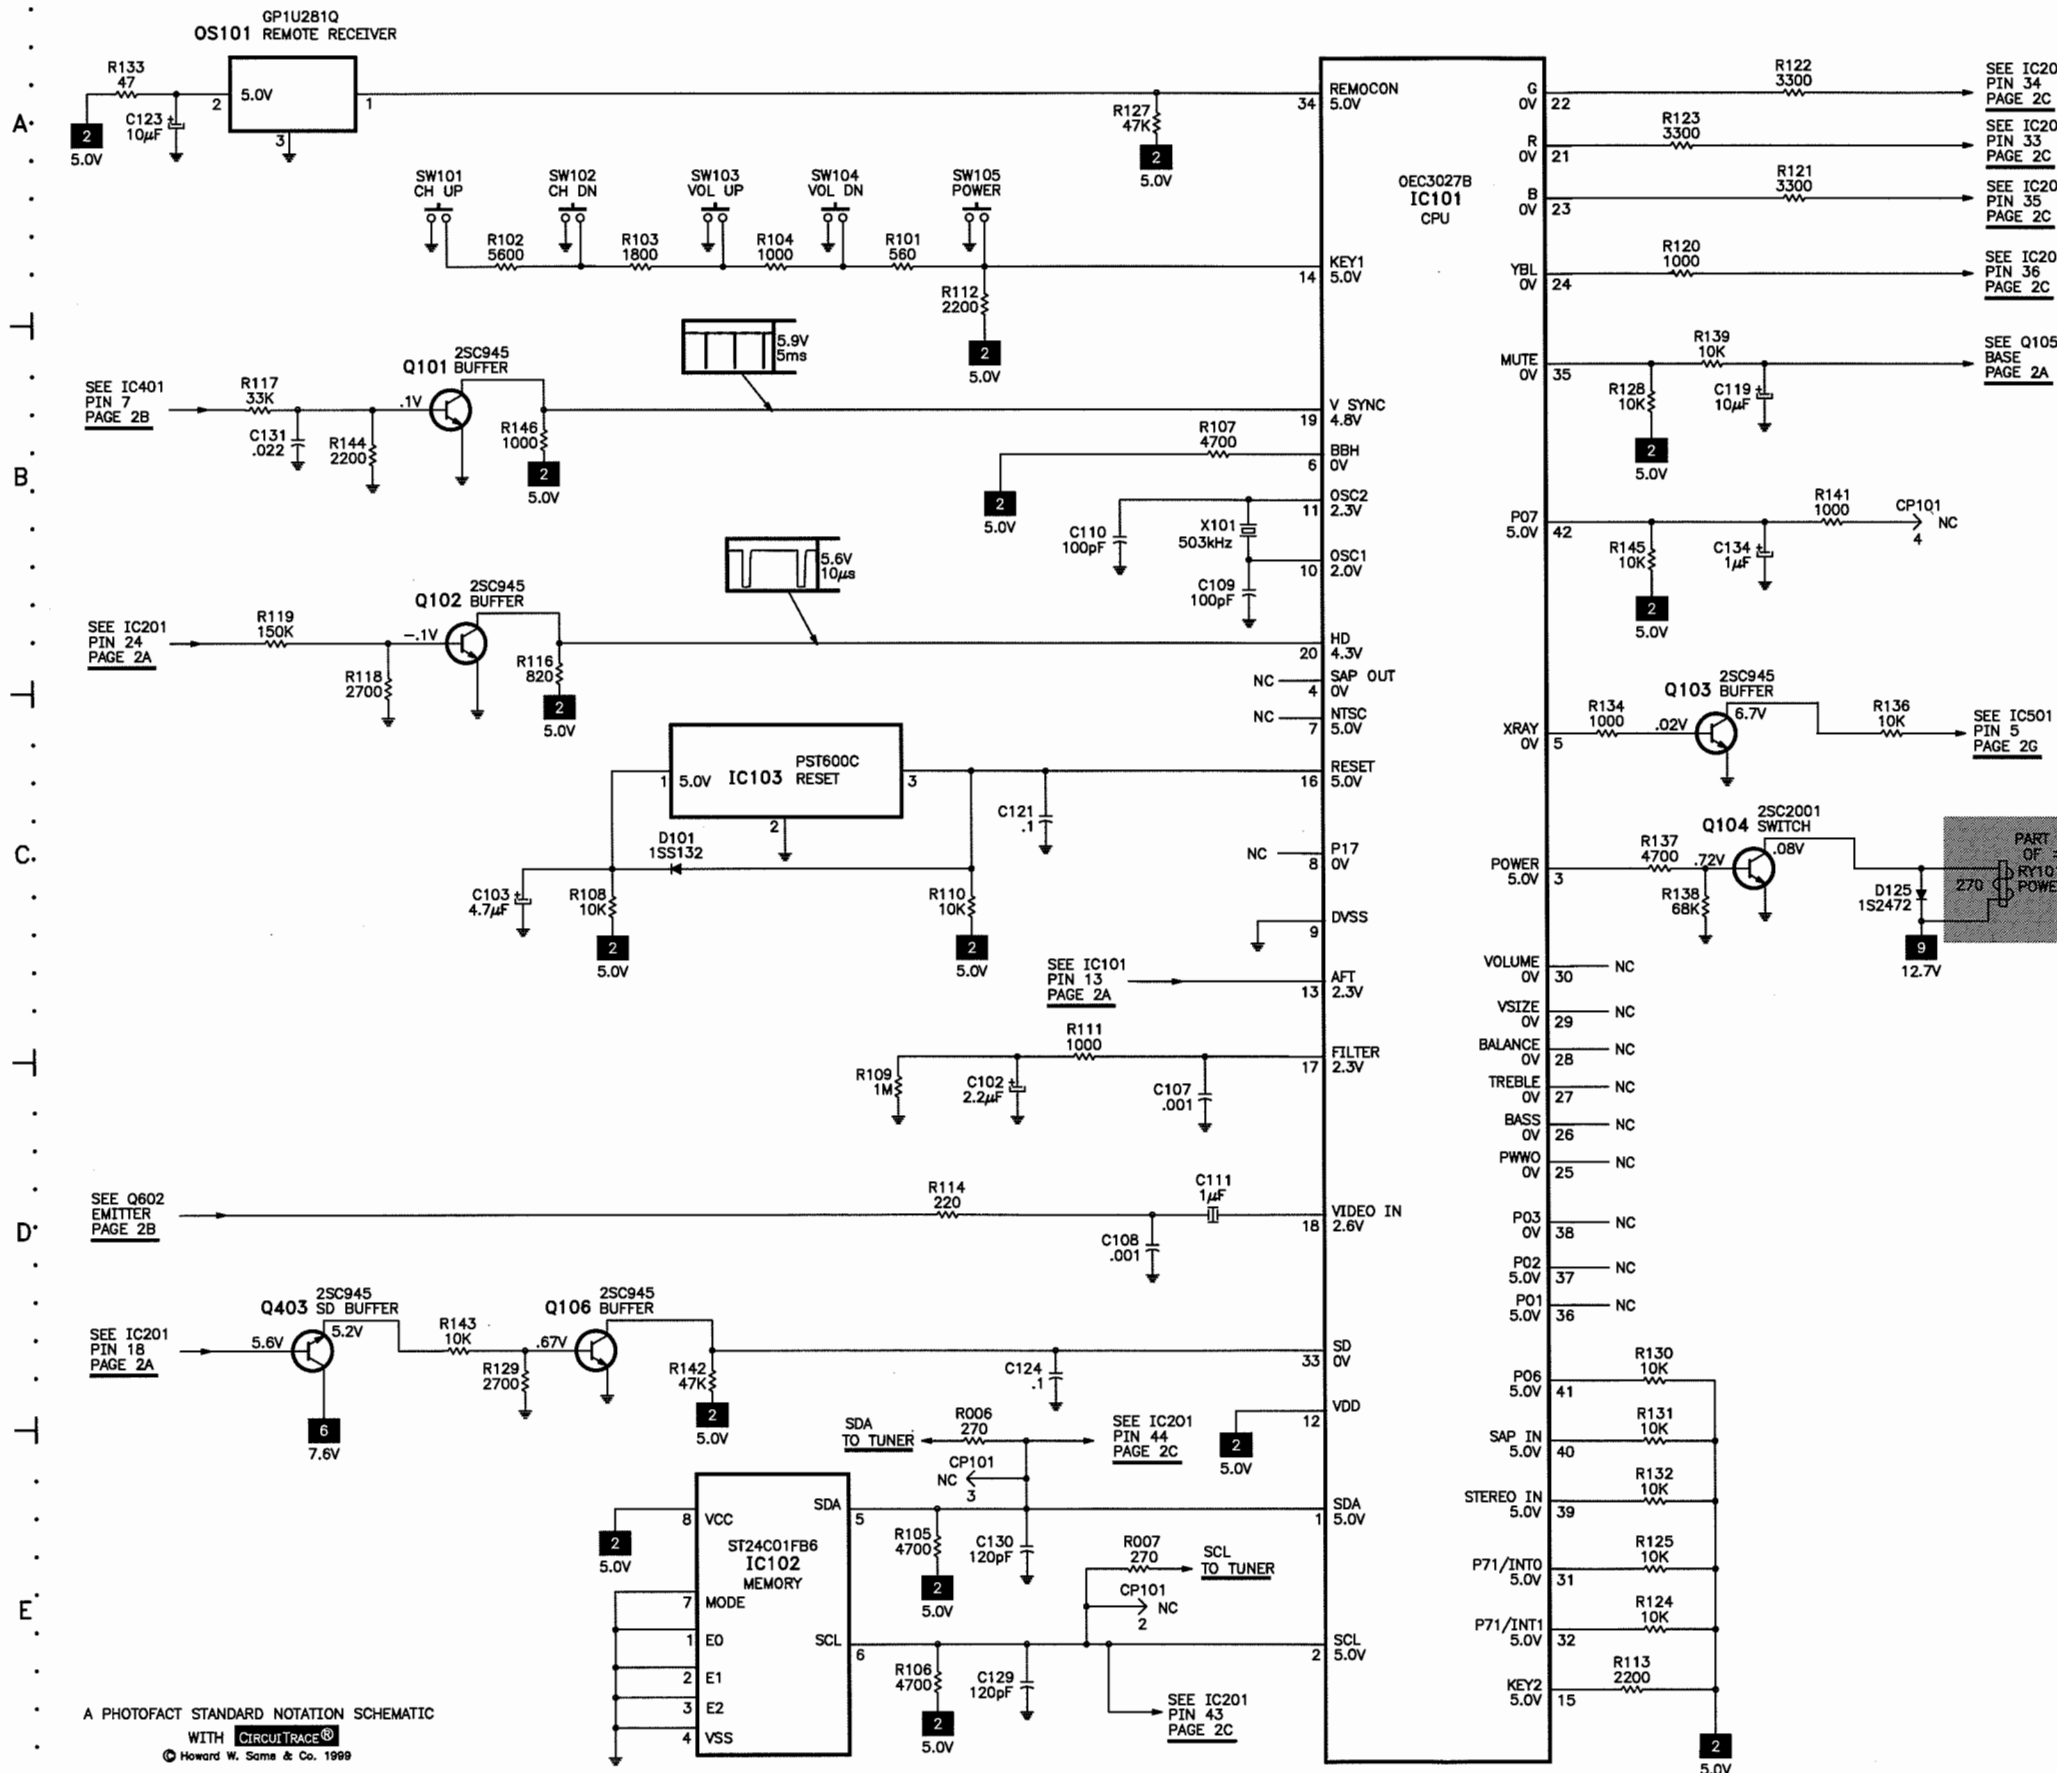 GP1U281Q
OS101 REMOTE RECEIVER
R133
47
C123 +
10µF
2
5.0V
2
5.0V
1
3
A
SW101
CH UP
SW102
CH DN
SW103
VOL UP
SW104
VOL DN
SW105
POWER
R102
5600
R103
1800
R104
1000
R101
560
R112
2200
2
5.0V
R127
47K
2
5.0V
OEC3027B
IC101
CPU
34 REMOCON
5.0V
14 KEY1
5.0V
19 V SYNC
4.8V
6 BBH
0V
11 OSC2
2.3V
10 OSC1
2.0V
20 HD
4.3V
4 SAP OUT
0V
7 NTSC
5.0V
16 RESET
5.0V
8 P17
0V
9 DVSS
13 AFT
2.3V
17 FILTER
2.3V
18 VIDEO IN
2.6V
33 SD
0V
12 VDD
1 SDA
5.0V
2 SCL
5.0V
G
0V 22
R
0V 21
B
0V 23
YBL
0V 24
MUTE
0V 35
P07
5.0V 42
XRAY
0V 5
POWER
5.0V 3
VOLUME
0V 30 NC
VSIZE
0V 29 NC
BALANCE
0V 28 NC
TREBLE
0V 27 NC
BASS
0V 26 NC
PWWO
0V 25 NC
P03
0V 38 NC
P02
5.0V 37 NC
P01
5.0V 36 NC
P06
5.0V 41
SAP IN
5.0V 40
STEREO IN
5.0V 39
P71/INT0
5.0V 31
P71/INT1
5.0V 32
KEY2
5.0V 15
R122
3300
SEE IC20
PIN 34
PAGE 2C
R123
3300
SEE IC20
PIN 33
PAGE 2C
R121
3300
SEE IC20
PIN 35
PAGE 2C
R120
1000
SEE IC20
PIN 36
PAGE 2C
R139
10K
R128
10K
C119 +
10µF
2
5.0V
SEE Q105
BASE
PAGE 2A
R141
1000
CP101
NC
4
R145
10K
C134 +
1µF
2
5.0V
R134
1000
.02V
2SC945
Q103 BUFFER
6.7V
R136
10K
SEE IC501
PIN 5
PAGE 2G
2SC2001
Q104 SWITCH
.08V
R137
4700
.72V
R138
68K
D125
1S2472
9
12.7V
270
PART
OF
RY10
POWE
SEE IC401
PIN 7
PAGE 2B
R117
33K
C131
.022
R144
2200
.1V
2SC945
Q101 BUFFER
R146
1000
2
5.0V
5.9V
5ms
B
R107
4700
2
5.0V
C110
100pF
X101
503kHz
C109
100pF
SEE IC201
PIN 24
PAGE 2A
R119
150K
R118
2700
-.1V
2SC945
Q102 BUFFER
R116
820
2
5.0V
5.6V
10µs
NC
NC
1 5.0V
IC103
PST600C
RESET
3
2
C121
.1
D101
1SS132
C103 +
4.7µF
R108
10K
2
5.0V
R110
10K
2
5.0V
NC
C
SEE IC101
PIN 13
PAGE 2A
R111
1000
R109
1M
C102 +
2.2µF
C107
.001
SEE Q602
EMITTER
PAGE 2B
R114
220
C111
1µF
C108
.001
D
SEE IC201
PIN 18
PAGE 2A
5.6V
2SC945
Q403 SD BUFFER
5.2V
6
7.6V
R143
10K
R129
2700
.67V
2SC945
Q106 BUFFER
R142
47K
2
5.0V
C124
.1
2
5.0V
SDA
TO TUNER
R006
270
SEE IC201
PIN 44
PAGE 2C
CP101
NC
3
2
5.0V
8 VCC
SDA 5
ST24C01FB6
IC102
MEMORY
7 MODE
1 E0
2 E1
3 E2
4 VSS
SCL 6
R105
4700
2
5.0V
C130
120pF
R007
270
SCL
TO TUNER
CP101
NC
2
R106
4700
2
5.0V
C129
120pF
SEE IC201
PIN 43
PAGE 2C
E
R130
10K
R131
10K
R132
10K
R125
10K
R124
10K
R113
2200
2
5.0V
A PHOTOFACT STANDARD NOTATION SCHEMATIC
WITH CIRCUITRACE®
© Howard W. Sams & Co. 1999